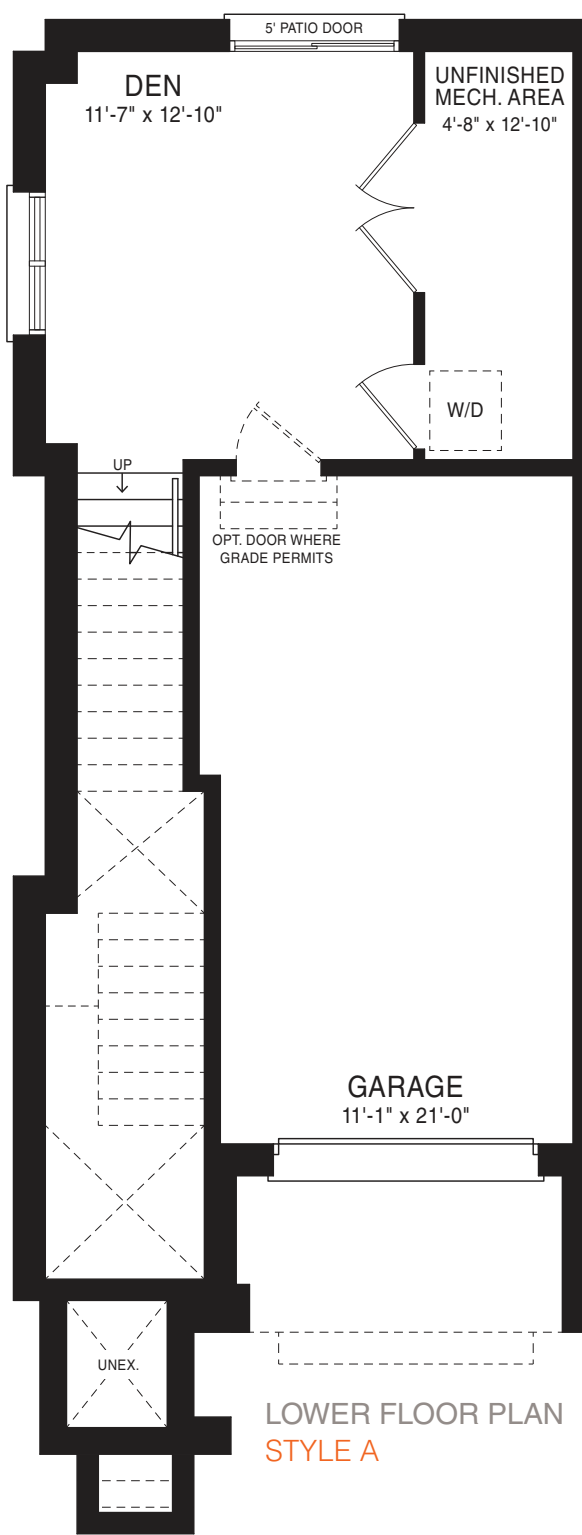 5' PATIO DOOR
DEN
11'-7" x 12'-10"
UNFINISHED
MECH. AREA
4'-8" x 12'-10"
W/D
UP
OPT. DOOR WHERE
GRADE PERMITS
GARAGE
11'-1" x 21'-0"
UNEX.
LOWER FLOOR PLAN
STYLE A